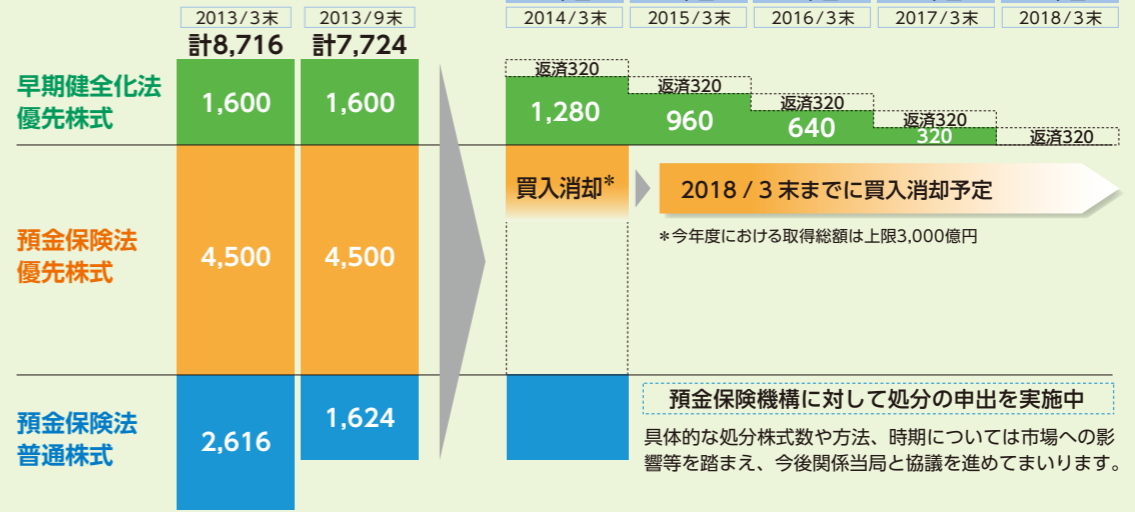 2013/3末 2013/9末 2014/3末 2015/3末 2016/3末 2017/3末 2018/3末
計8,716 計7,724
早期健全化法
優先株式
1,600 1,600
返済320
1,280
返済320
960
返済320
640
返済320
320
返済320
預金保険法
優先株式
4,500 4,500
買入消却*
2018 / 3 末までに買入消却予定
*今年度における取得総額は上限3,000億円
預金保険法
普通株式
2,616 1,624
預金保険機構に対して処分の申出を実施中
具体的な処分株式数や方法、時期については市場への影
響等を踏まえ、今後関係当局と協議を進めてまいります。